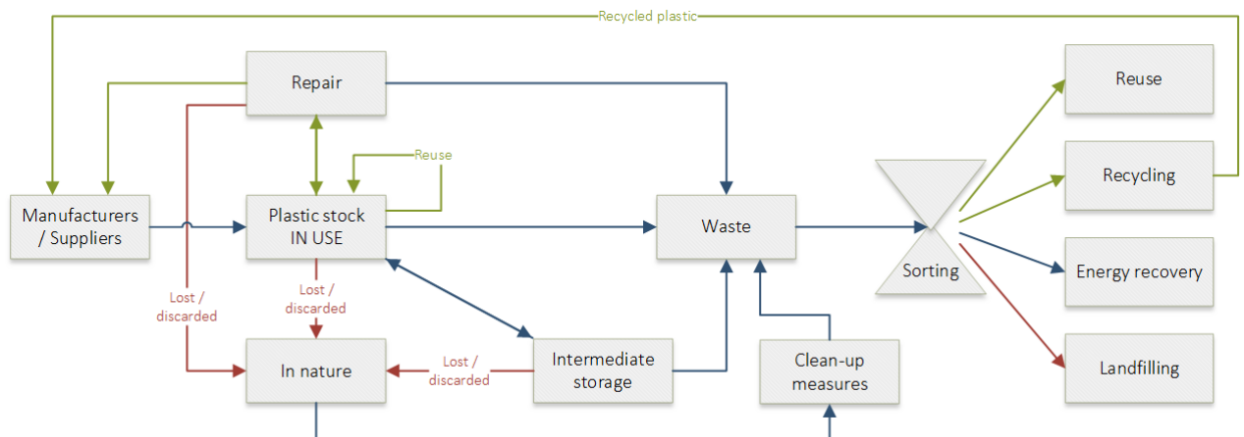 Recycled plastic
Repair
Reuse
Reuse
Recycling
Manufacturers
/ Suppliers
Plastic stock
IN USE
Waste
Sorting
Energy recovery
Lost /
discarded
Lost /
discarded
In nature
Lost /
discarded
Intermediate
storage
Clean-up
measures
Landfilling